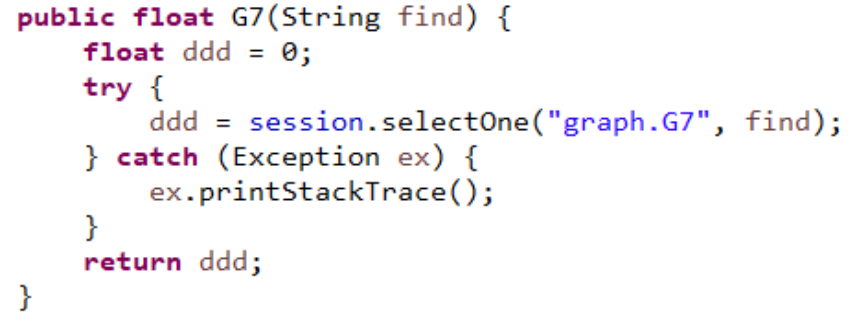 public float G7(String find) {
    float ddd = 0;
    try {
        ddd = session.selectOne("graph.G7", find);
    } catch (Exception ex) {
        ex.printStackTrace();
    }
    return ddd;
}